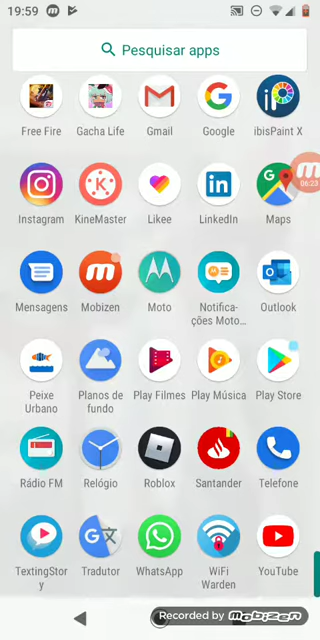 19:59
Pesquisar apps
Free Fire
Gacha Life
Gmail
Google
ibisPaint X
Instagram
KineMaster
Likee
LinkedIn
Maps
06:23
Mensagens
Mobizen
Moto
Notifica-
ções Moto...
Outlook
Peixe
Urbano
Planos de
fundo
Play Filmes
Play Música
Play Store
Rádio FM
Relógio
Roblox
Santander
Telefone
TextingStor
y
Tradutor
WhatsApp
WiFi
Warden
YouTube
Recorded by mobizen